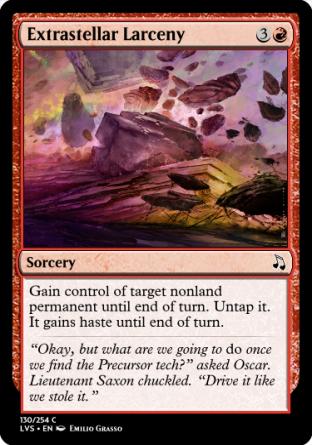 Extrastellar Larceny 3
Sorcery
Gain control of target nonland
permanent until end of turn. Untap it.
It gains haste until end of turn.
"Okay, but what are we going to do once
we find the Precursor tech?" asked Oscar.
Lieutenant Saxon chuckled. "Drive it like
we stole it."
130/254 C
LVS • EN Emilio Grasso